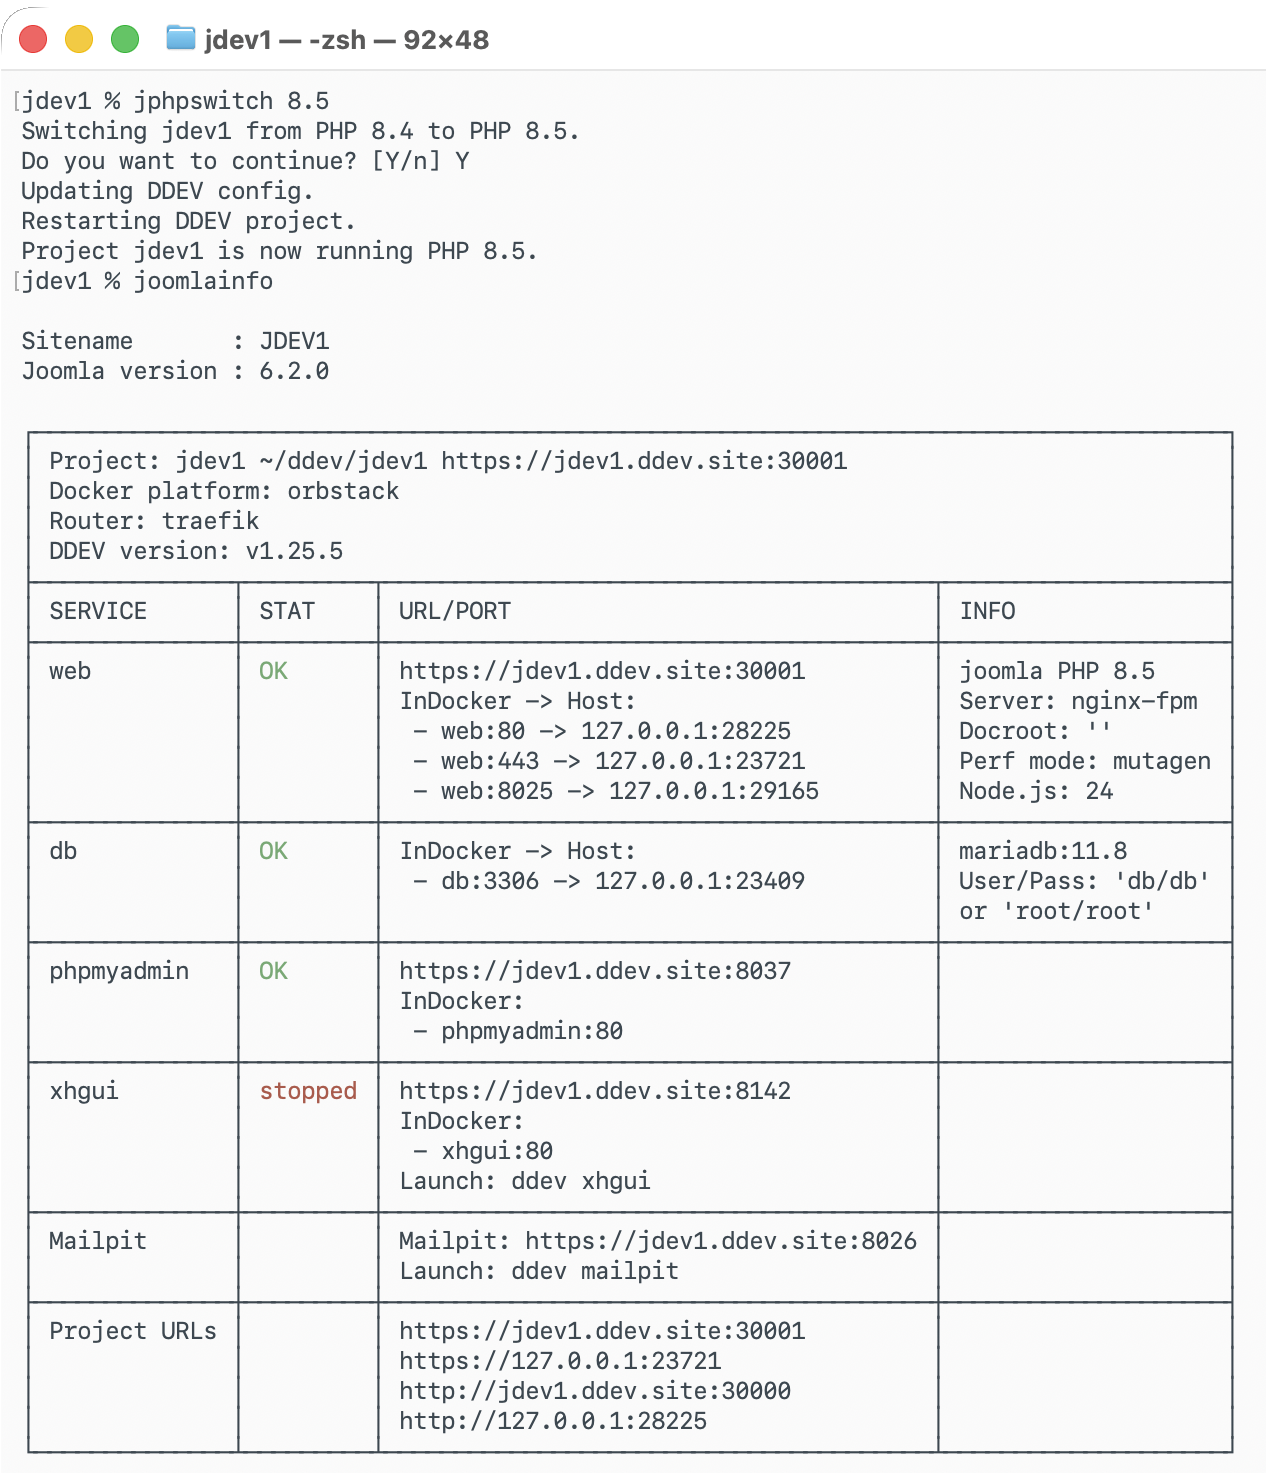 jdev1 — -zsh — 92×48
[jdev1 % jphpswitch 8.5
Switching jdev1 from PHP 8.4 to PHP 8.5.
Do you want to continue? [Y/n] Y
Updating DDEV config.
Restarting DDEV project.
Project jdev1 is now running PHP 8.5.
[jdev1 % joomlainfo
Sitename       : JDEV1
Joomla version : 6.2.0
Project: jdev1 ~/ddev/jdev1 https://jdev1.ddev.site:30001
Docker platform: orbstack
Router: traefik
DDEV version: v1.25.5
SERVICE STAT URL/PORT INFO
web OK https://jdev1.ddev.site:30001 joomla PHP 8.5
InDocker -> Host: Server: nginx-fpm
- web:80 -> 127.0.0.1:28225 Docroot: ''
- web:443 -> 127.0.0.1:23721 Perf mode: mutagen
- web:8025 -> 127.0.0.1:29165 Node.js: 24
db OK InDocker -> Host: mariadb:11.8
- db:3306 -> 127.0.0.1:23409 User/Pass: 'db/db'
or 'root/root'
phpmyadmin OK https://jdev1.ddev.site:8037
InDocker:
- phpmyadmin:80
xhgui stopped https://jdev1.ddev.site:8142
InDocker:
- xhgui:80
Launch: ddev xhgui
Mailpit Mailpit: https://jdev1.ddev.site:8026
Launch: ddev mailpit
Project URLs https://jdev1.ddev.site:30001
https://127.0.0.1:23721
http://jdev1.ddev.site:30000
http://127.0.0.1:28225